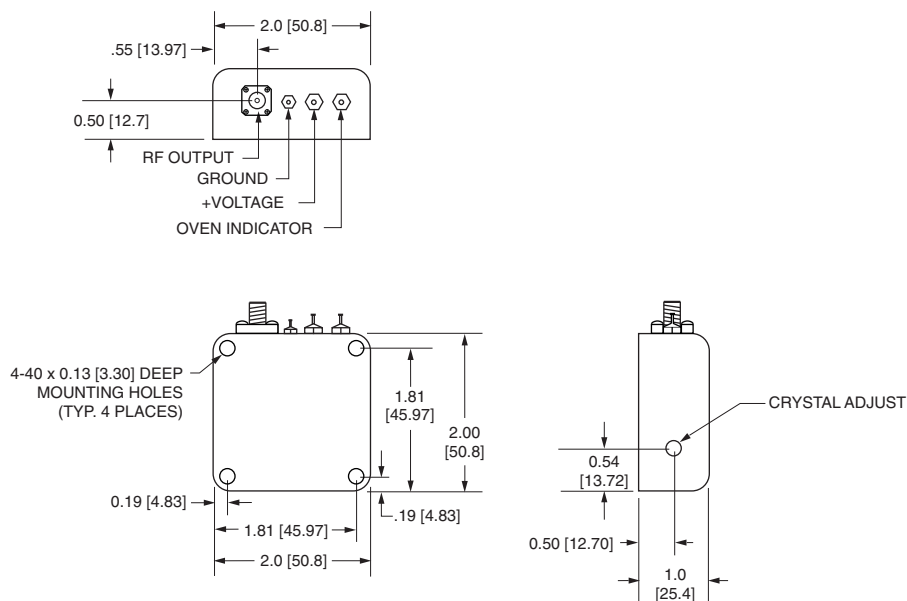 2.0 [50.8]
.55 [13.97]
0.50 [12.7]
RF OUTPUT
GROUND
+VOLTAGE
OVEN INDICATOR
4-40 x 0.13 [3.30] DEEP
MOUNTING HOLES
(TYP. 4 PLACES)
1.81
[45.97]
2.00
[50.8]
0.19 [4.83]
.19 [4.83]
1.81 [45.97]
2.0 [50.8]
CRYSTAL ADJUST
0.54
[13.72]
0.50 [12.70]
1.0
[25.4]